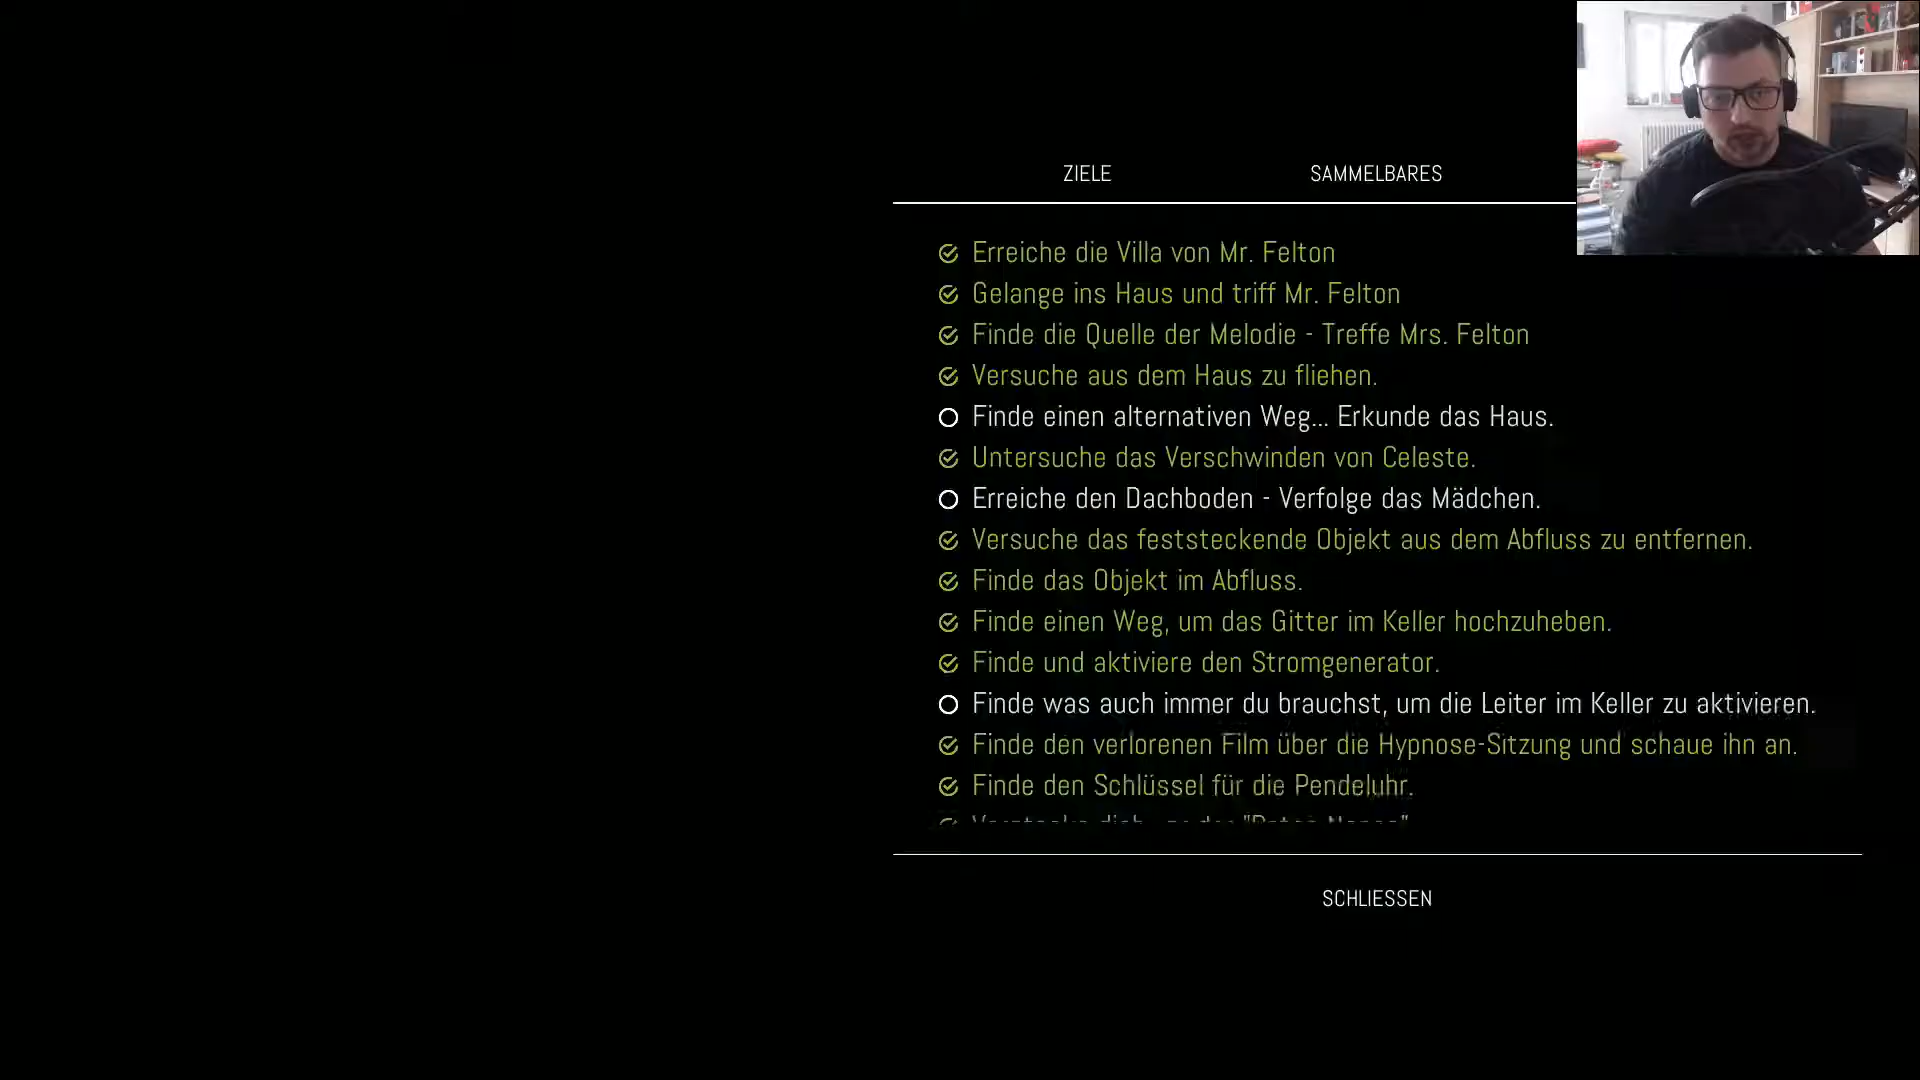 ZIELE
SAMMELBARES
Erreiche die Villa von Mr. Felton
Gelange ins Haus und triff Mr. Felton
Finde die Quelle der Melodie - Treffe Mrs. Felton
Versuche aus dem Haus zu fliehen.
Finde einen alternativen Weg... Erkunde das Haus.
Untersuche das Verschwinden von Celeste.
Erreiche den Dachboden - Verfolge das Mädchen.
Versuche das feststeckende Objekt aus dem Abfluss zu entfernen.
Finde das Objekt im Abfluss.
Finde einen Weg, um das Gitter im Keller hochzuheben.
Finde und aktiviere den Stromgenerator.
Finde was auch immer du brauchst, um die Leiter im Keller zu aktivieren.
Finde den verlorenen Film über die Hypnose-Sitzung und schaue ihn an.
Finde den Schlüssel für die Pendeluhr.
SCHLIESSEN